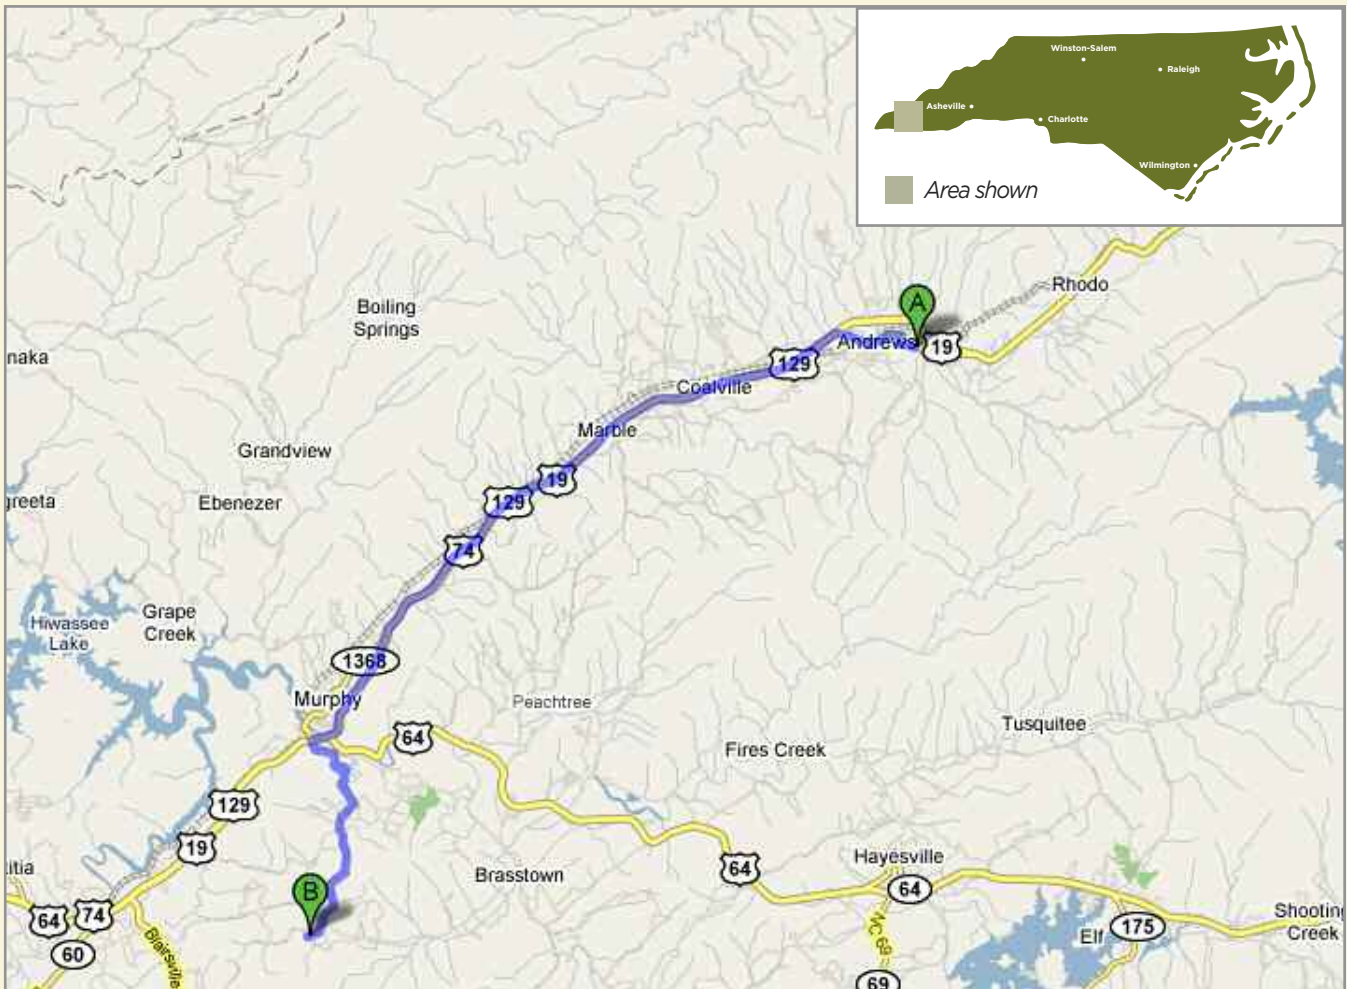 Winston-Salem
Raleigh
Asheville
Charlotte
Wilmington
Area shown
Rhodo
A
Boiling
Springs
Andrews
19
naka
129
Coalville
Marble
Grandview
19
Ebenezer
129
greeta
74
Grape
Creek
Hiwassee
Lake
1368
Murphy
Peachtree
Tusquitee
64
Fires Creek
129
19
Hayesville
itia
64
Brasstown
64
B
Shooting
Creek
64
74
NC 69
175
Elf
60
Blairsville
69